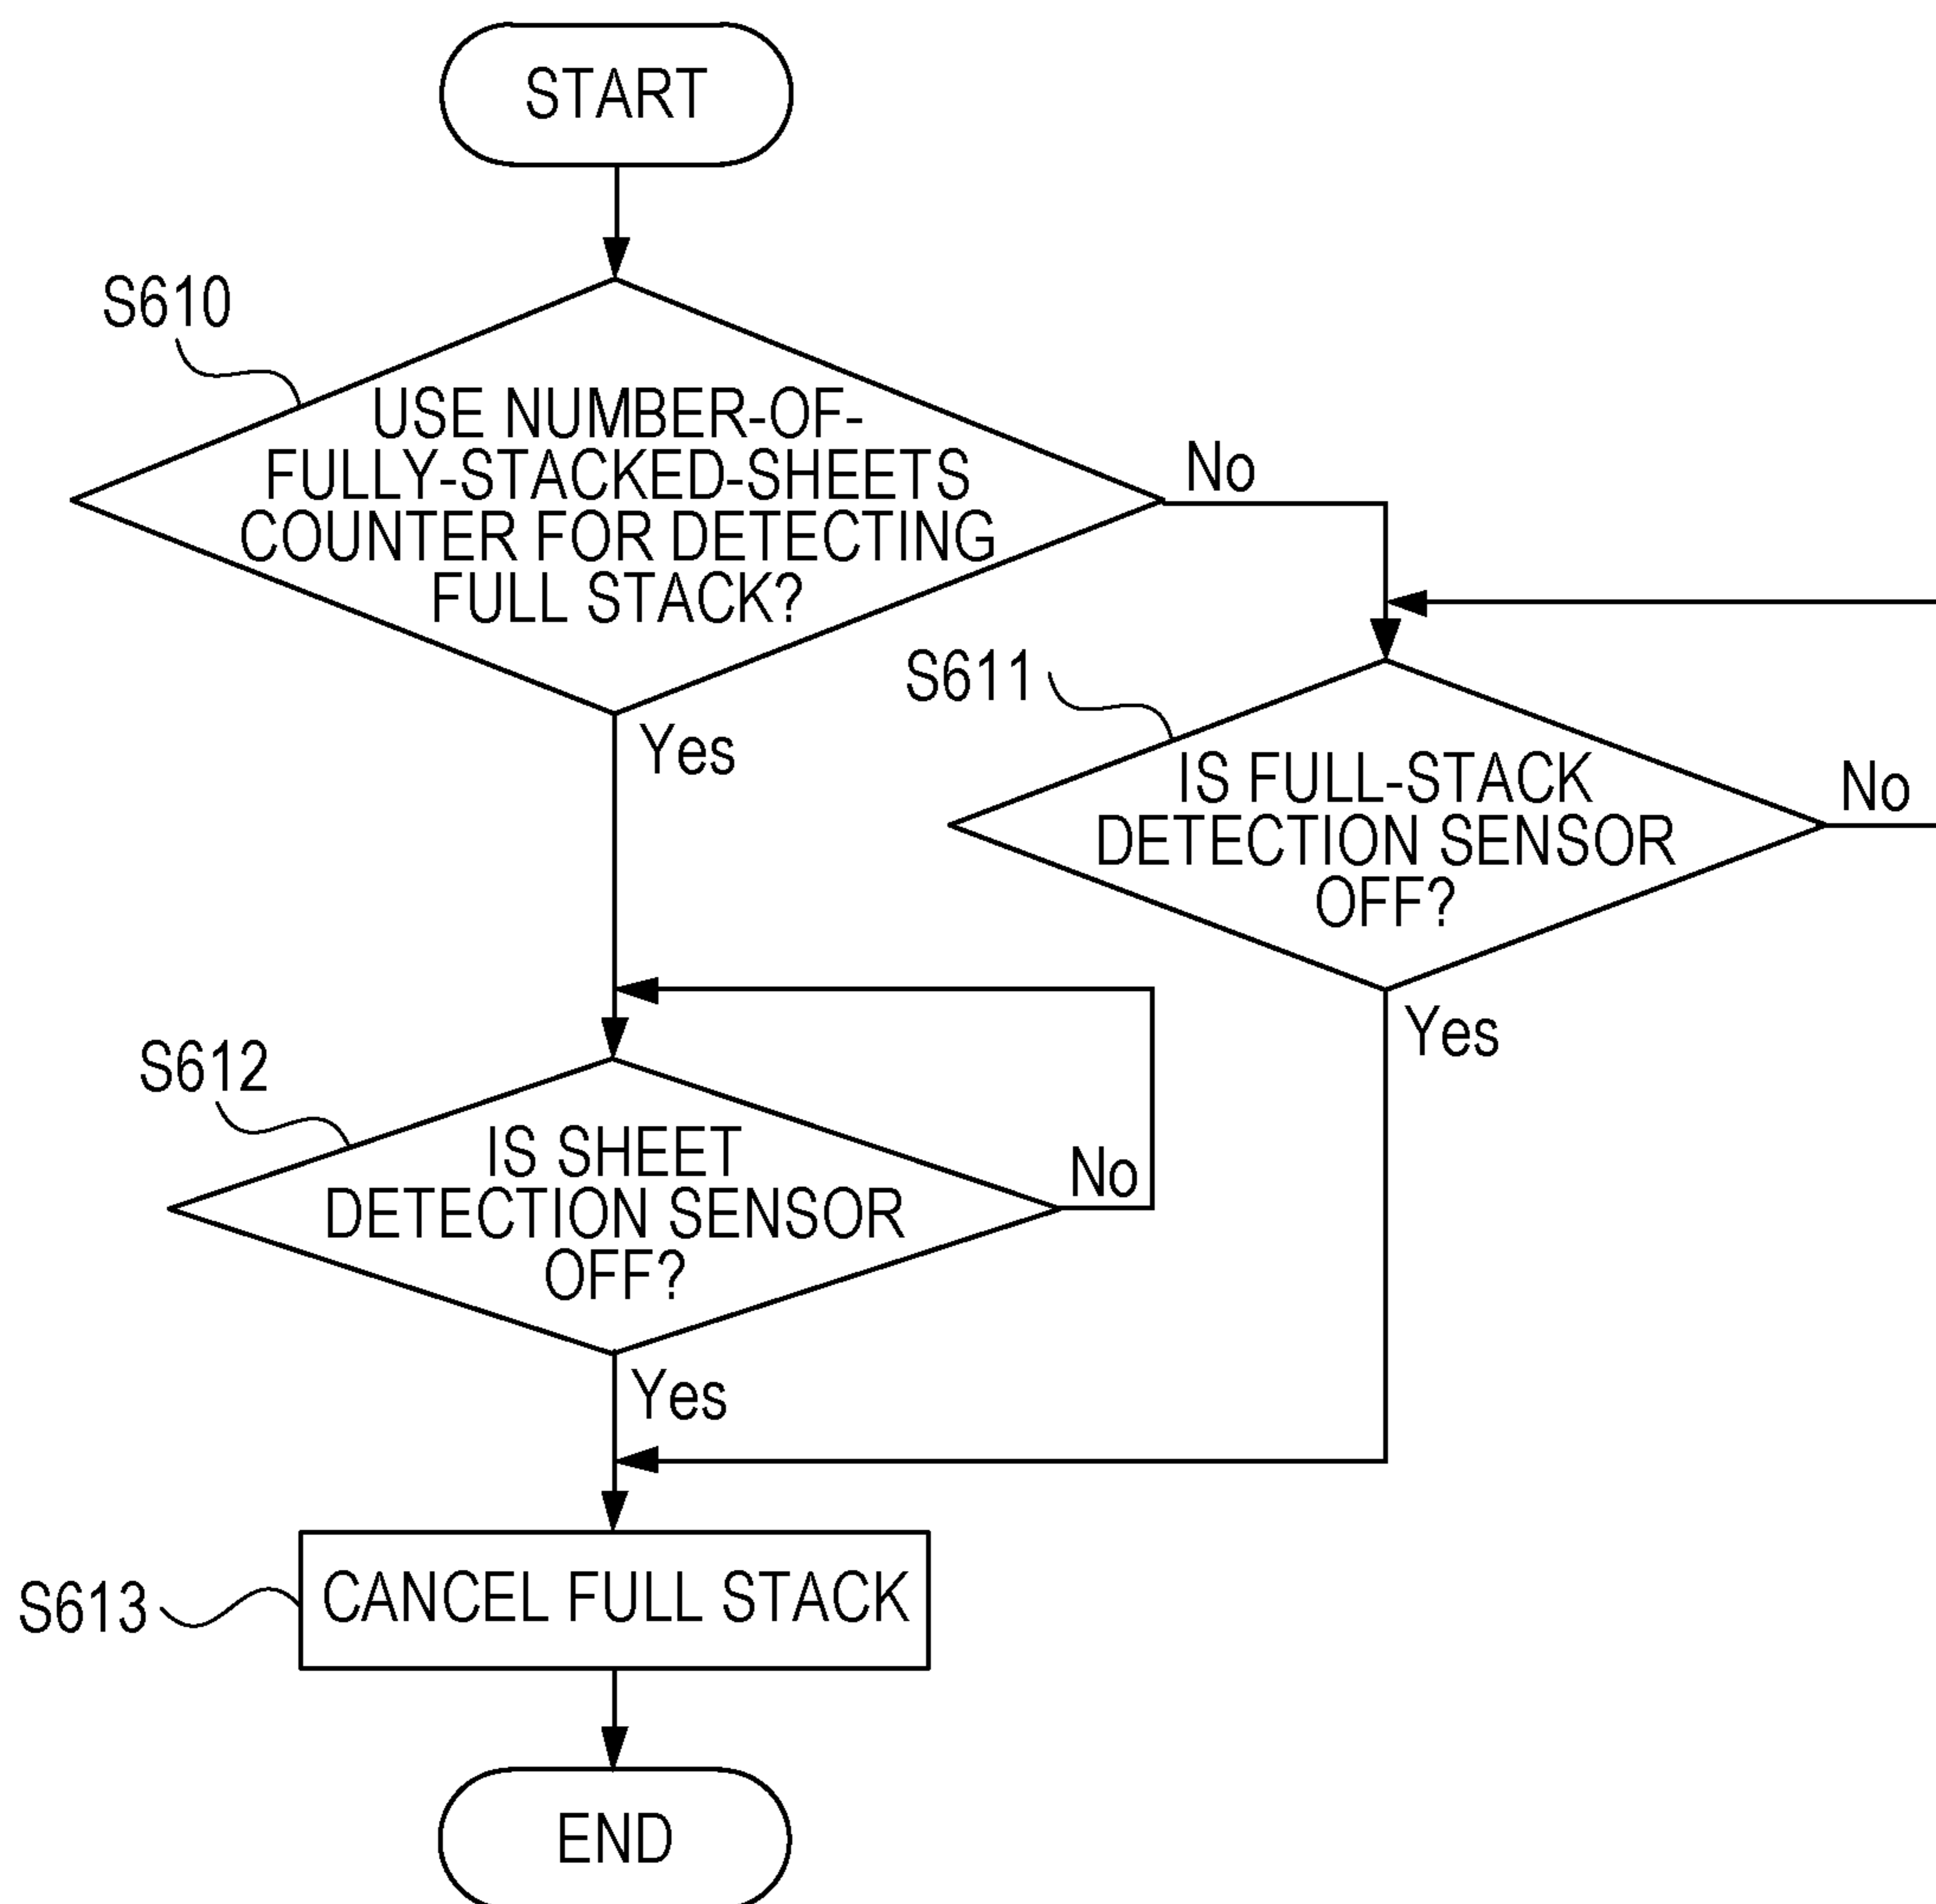 START
S610
USE NUMBER-OF-
FULLY-STACKED-SHEETS
COUNTER FOR DETECTING
FULL STACK?
No
Yes
S611
IS FULL-STACK
DETECTION SENSOR
OFF?
No
Yes
S612
IS SHEET
DETECTION SENSOR
OFF?
No
Yes
S613
CANCEL FULL STACK
END